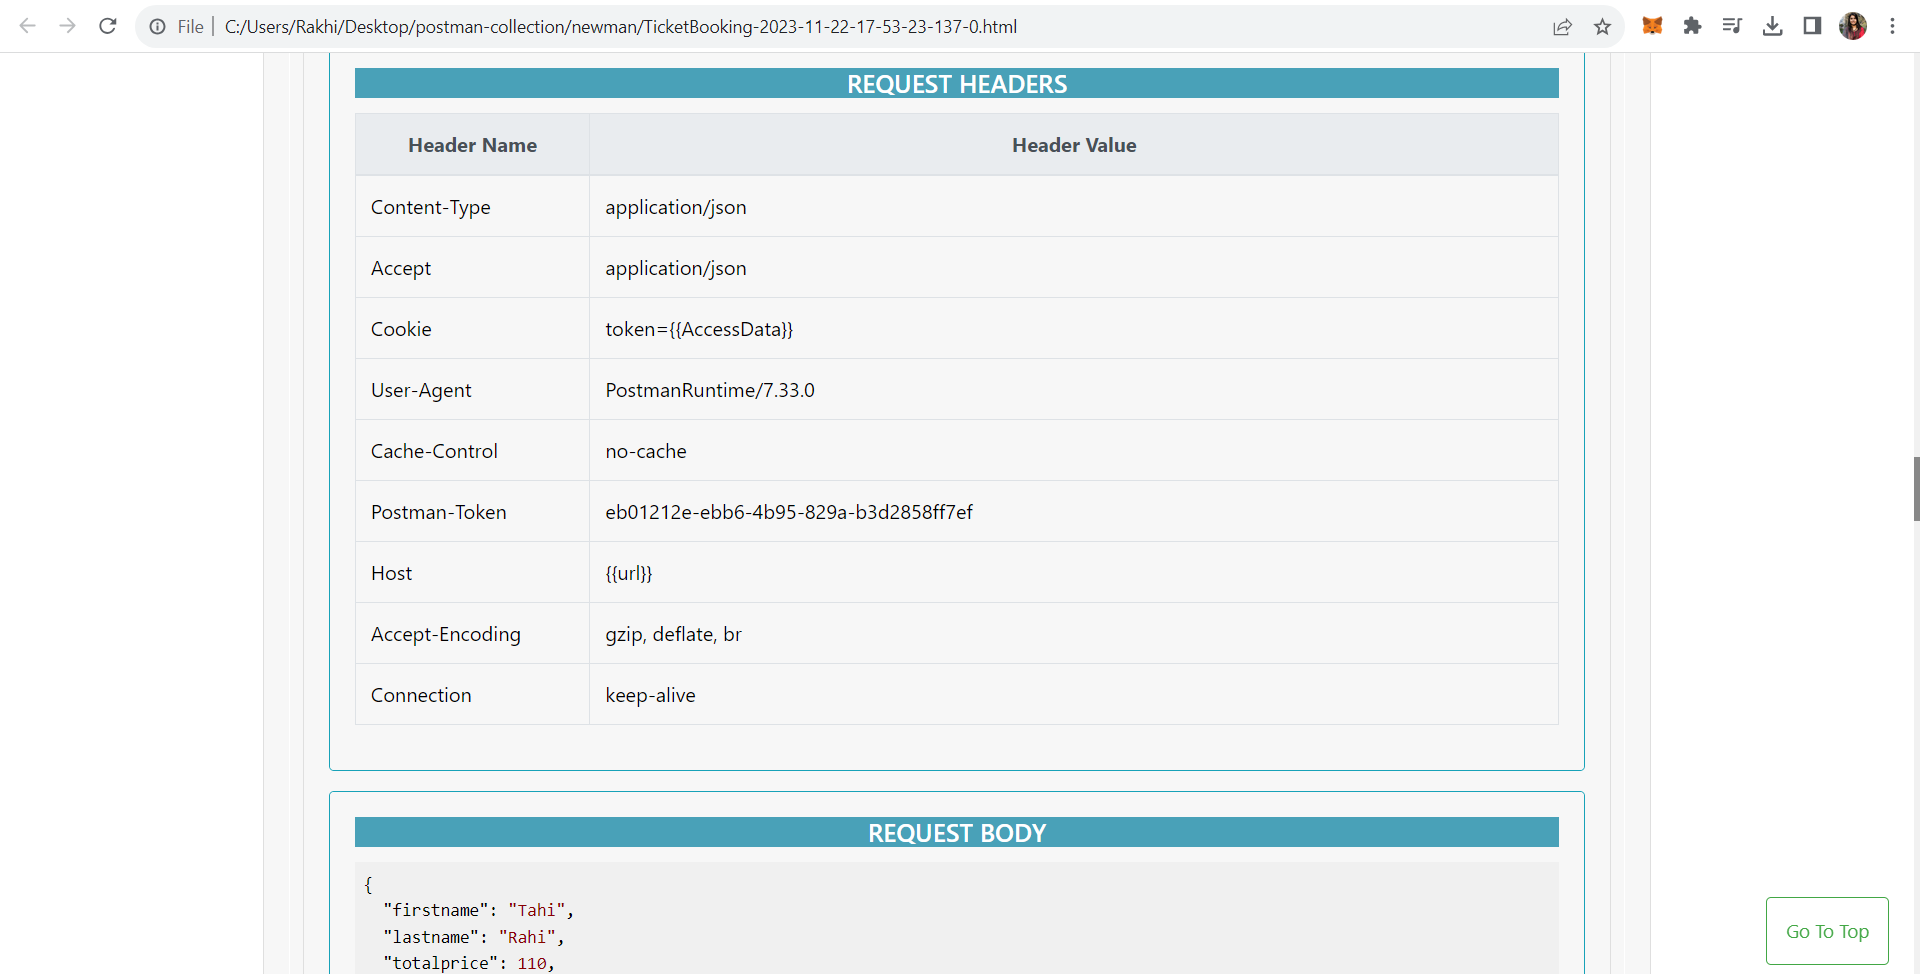 File C:/Users/Rakhi/Desktop/postman-collection/newman/TicketBooking-2023-11-22-17-53-23-137-0.html
REQUEST HEADERS
Header Name Header Value
Content-Type application/json
Accept application/json
Cookie token={{AccessData}}
User-Agent PostmanRuntime/7.33.0
Cache-Control no-cache
Postman-Token eb01212e-ebb6-4b95-829a-b3d2858ff7ef
Host {{url}}
Accept-Encoding gzip, deflate, br
Connection keep-alive
REQUEST BODY
{
"firstname": "Tahi",
"lastname": "Rahi",
"totalprice": 110,
Go To Top